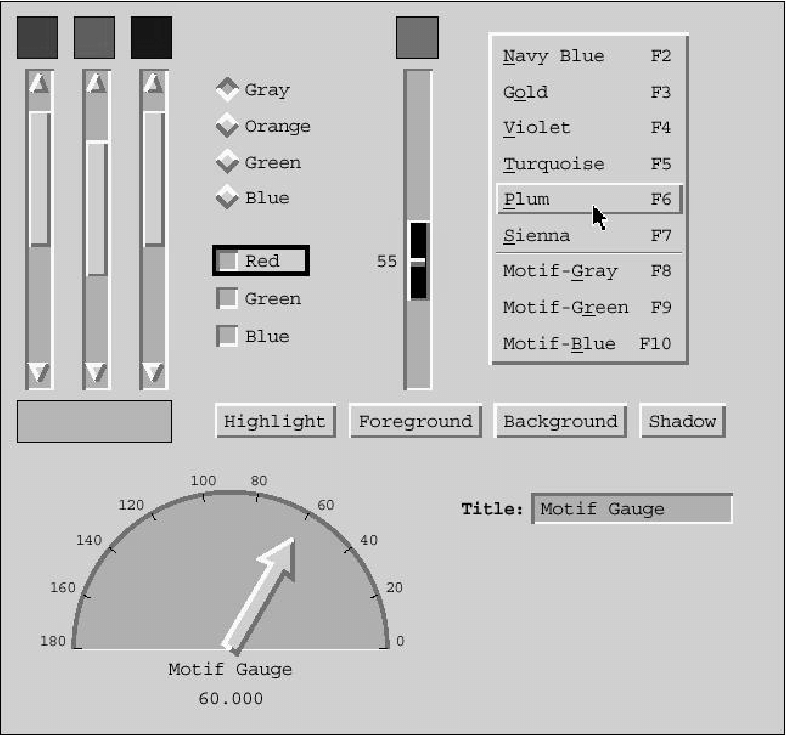 Gray
Orange
Green
Blue
Red
Green
Blue
55
Navy Blue F2
Gold F3
Violet F4
Turquoise F5
Plum F6
Sienna F7
Motif-Gray F8
Motif-Green F9
Motif-Blue F10
Highlight
Foreground
Background
Shadow
180
160
140
120
100
80
60
40
20
0
Motif Gauge
60.000
Title: Motif Gauge